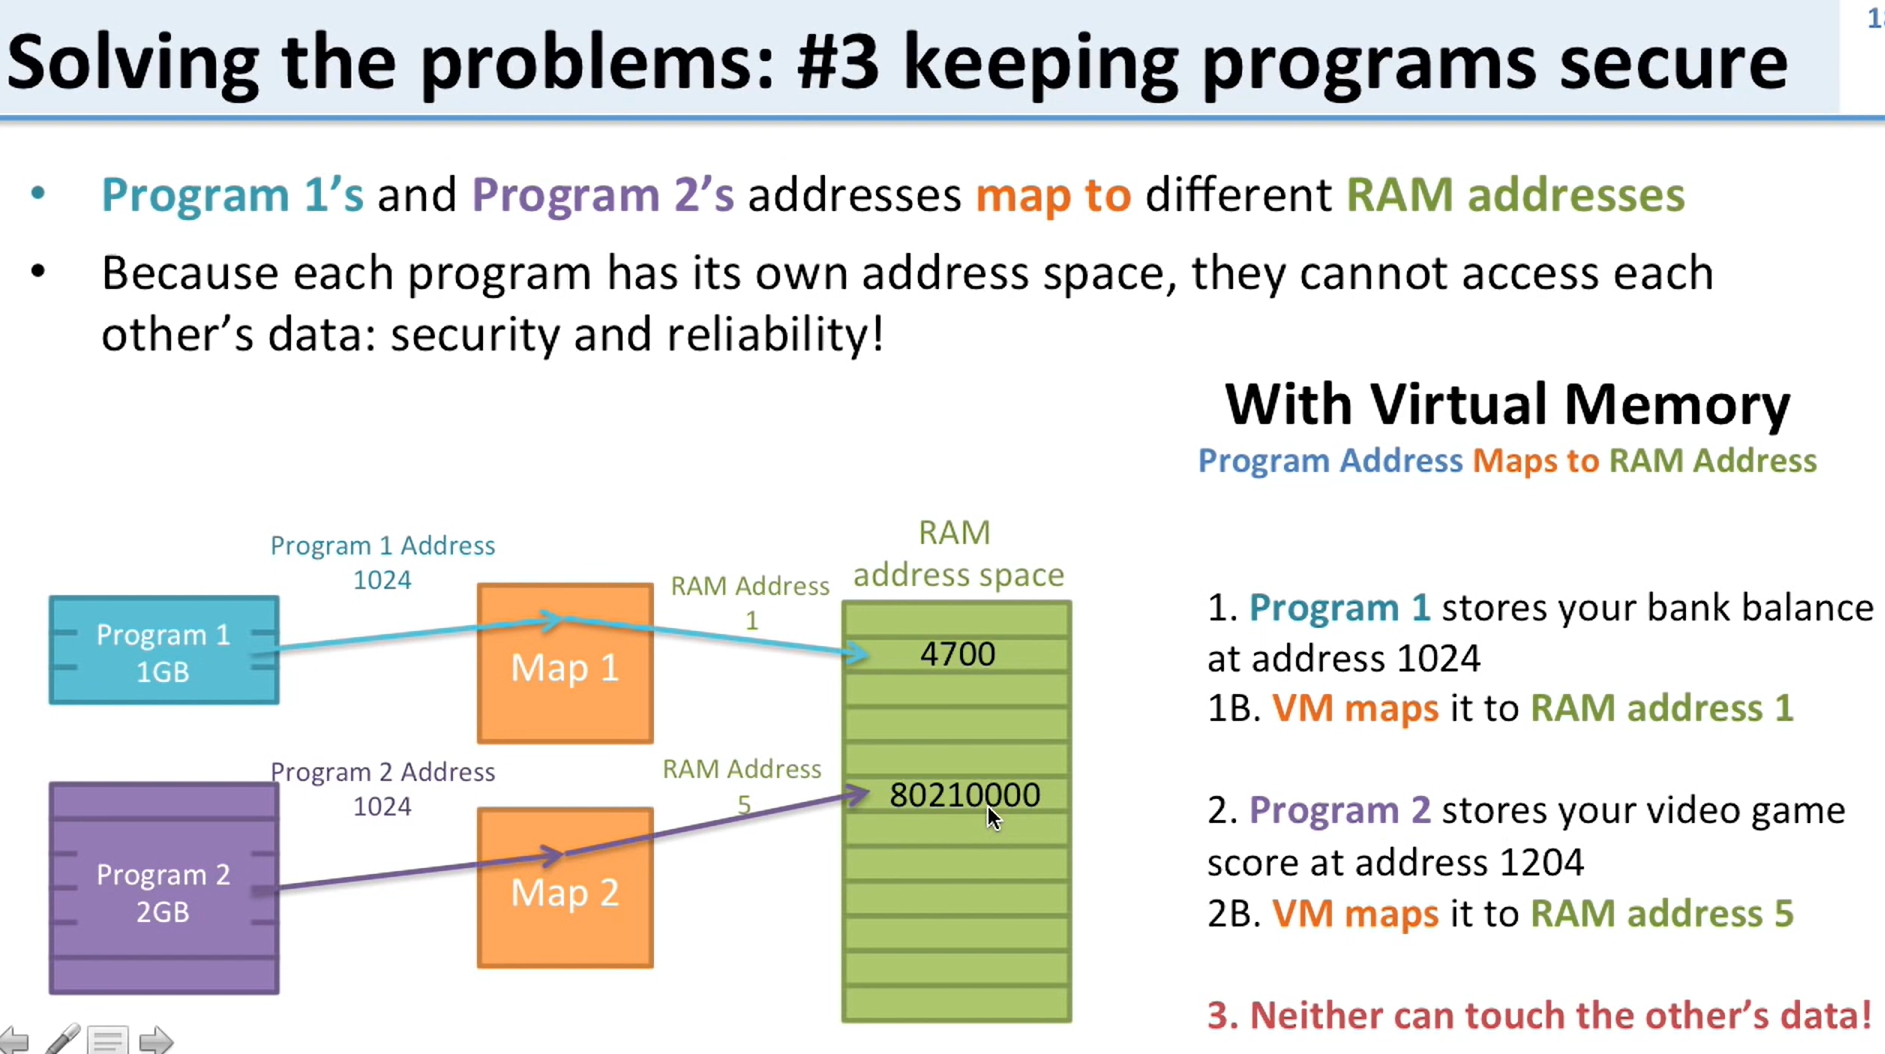 Solving the problems: #3 keeping programs secure
• Program 1’s and Program 2’s addresses map to different RAM addresses
• Because each program has its own address space, they cannot access each
other’s data: security and reliability!
With Virtual Memory
Program Address Maps to RAM Address
Program 1 Address
1024
Program 1
1GB
Map 1
RAM Address
1
RAM
address space
4700
Program 2 Address
1024
Program 2
2GB
Map 2
RAM Address
5
80210000
1. Program 1 stores your bank balance
at address 1024
1B. VM maps it to RAM address 1
2. Program 2 stores your video game
score at address 1204
2B. VM maps it to RAM address 5
3. Neither can touch the other’s data!